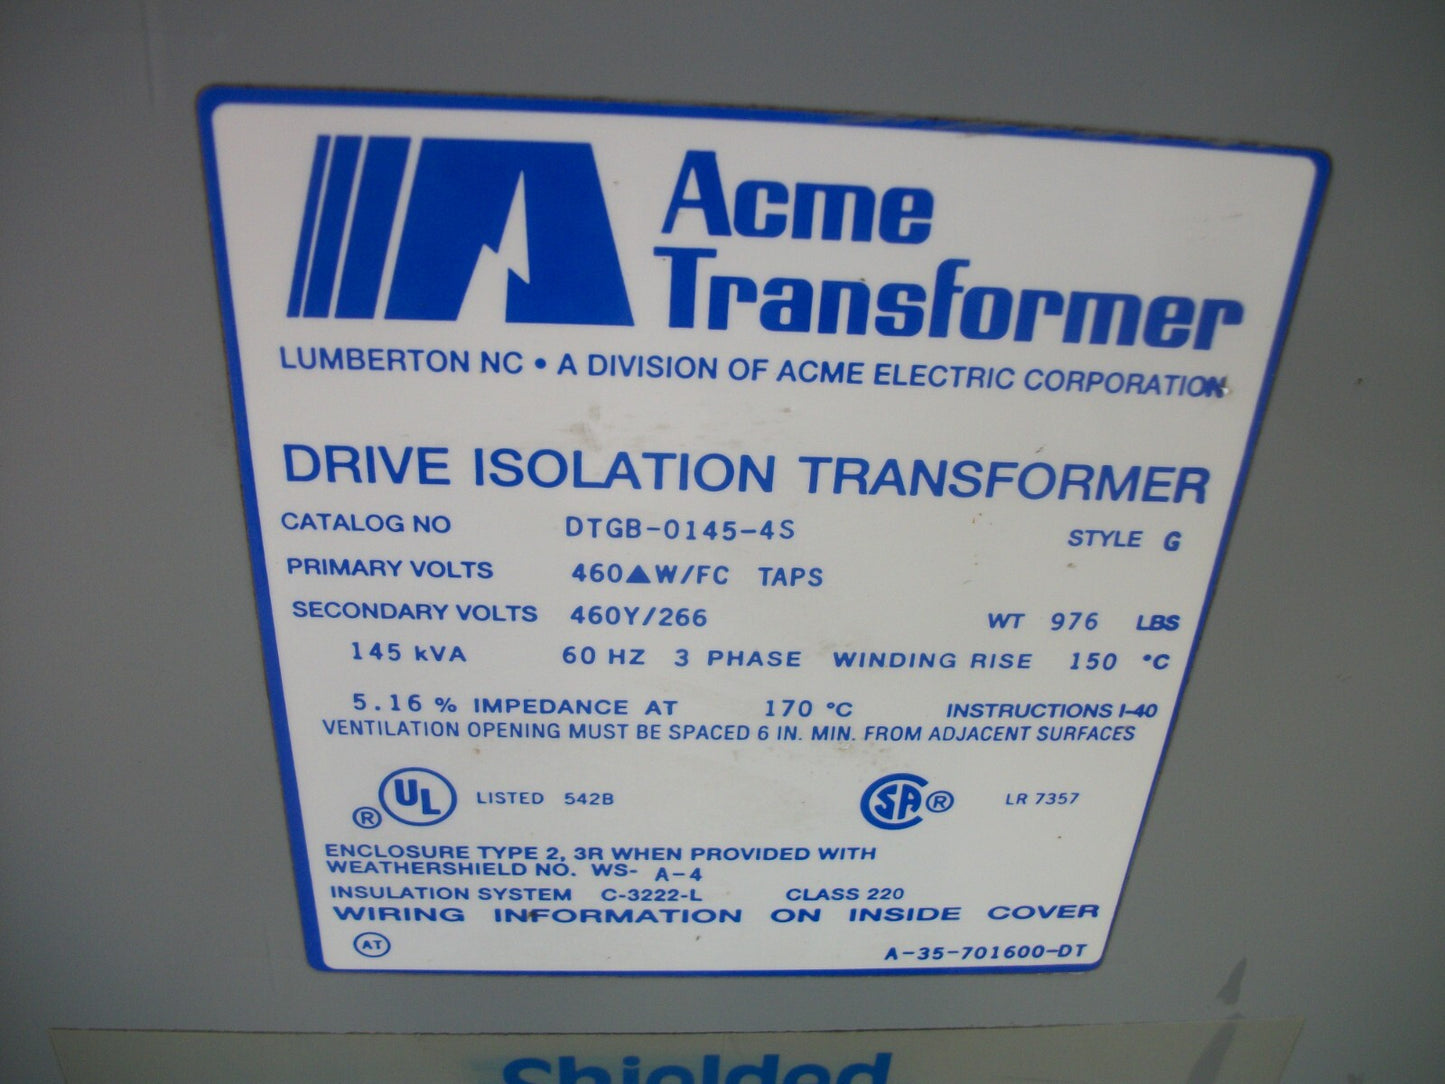 Acme
Transformer
LUMBERTON NC • A DIVISION OF ACME ELECTRIC CORPORATION
DRIVE ISOLATION TRANSFORMER
CATALOG NO DTGB-0145-4S STYLE G
PRIMARY VOLTS 460▲W/FC TAPS
SECONDARY VOLTS 460Y/266 WT 976 LBS
145 kVA 60 HZ 3 PHASE WINDING RISE 150 °C
5.16 % IMPEDANCE AT 170 °C INSTRUCTIONS I-40
VENTILATION OPENING MUST BE SPACED 6 IN. MIN. FROM ADJACENT SURFACES
® UL LISTED 542B SA ® LR 7357
ENCLOSURE TYPE 2, 3R WHEN PROVIDED WITH
WEATHERSHIELD NO. WS- A-4
INSULATION SYSTEM C-3222-L CLASS 220
WIRING INFORMATION ON INSIDE COVER
AT A-35-701600-DT
Shielded